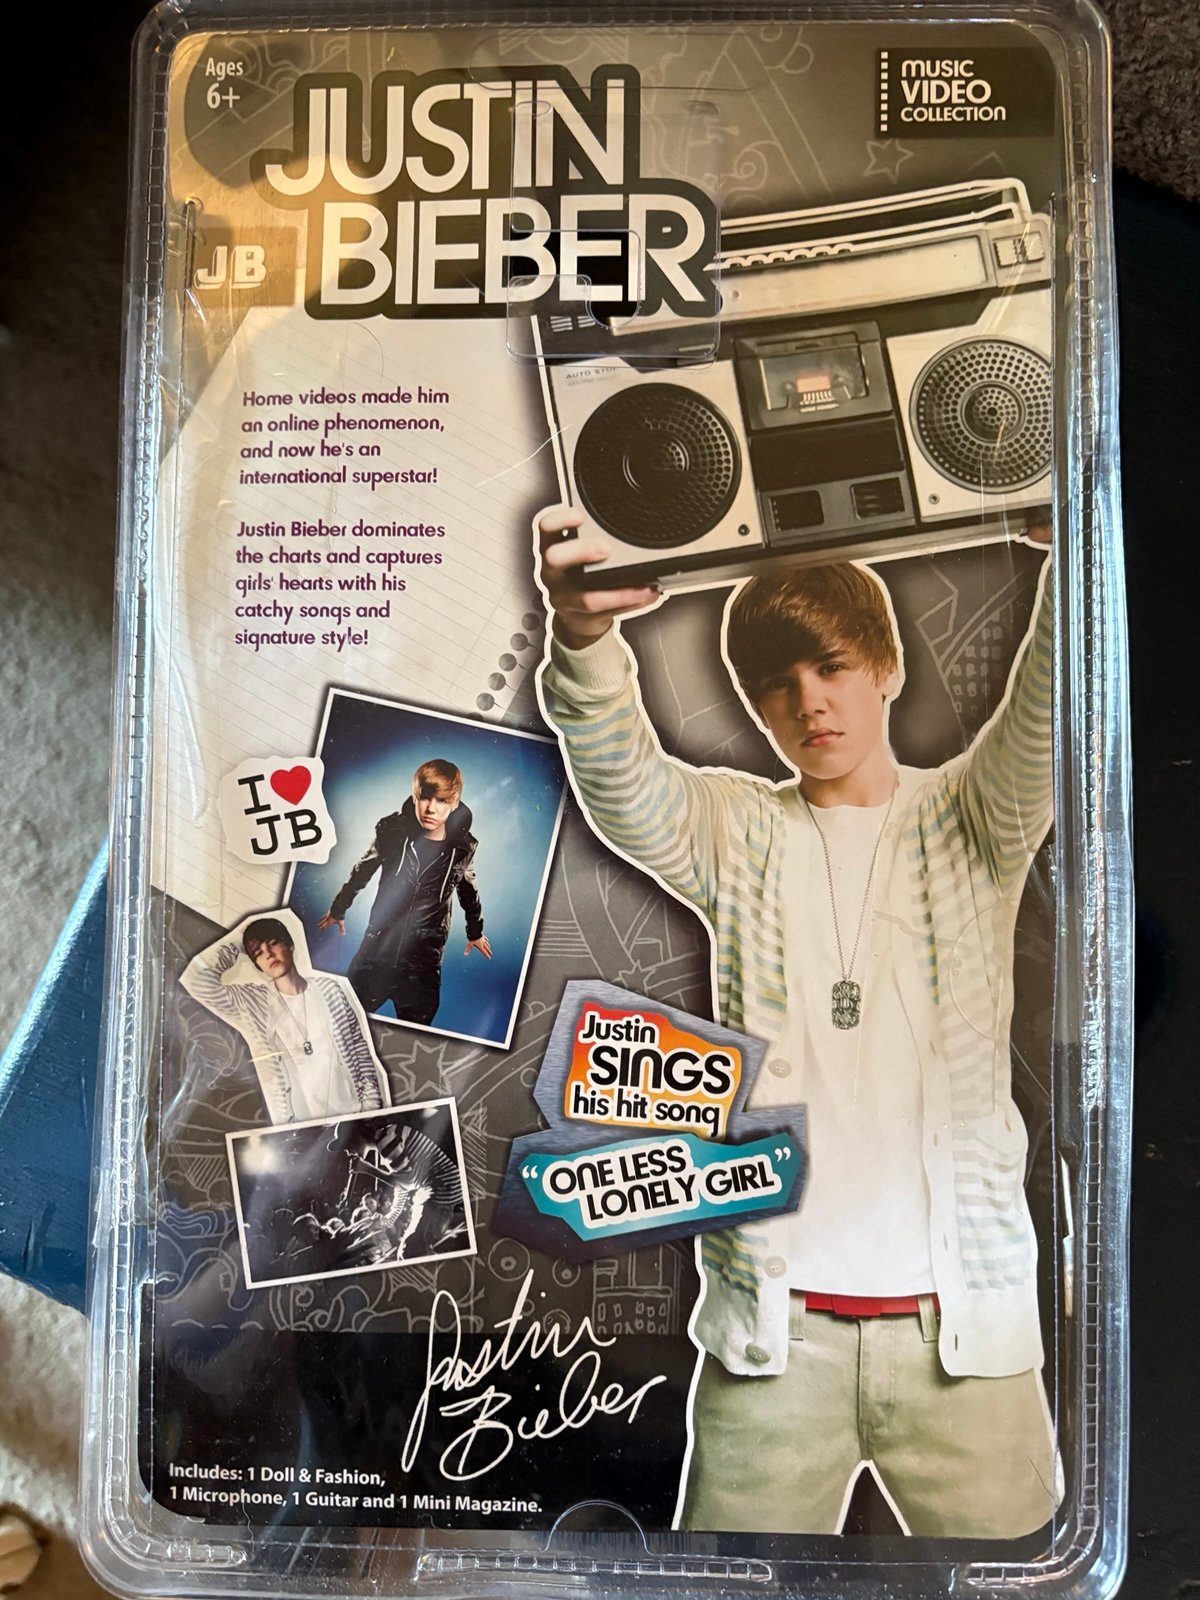 Ages
6+
JUSTIN
BIEBER
JB
MUSIC
VIDEO
COLLECTION
AUTO STOP
Home videos made him
an online phenomenon,
and now he's an
international superstar!
Justin Bieber dominates
the charts and captures
girls' hearts with his
catchy songs and
signature style!
I ♥
JB
Justin
SINGS
his hit song
"ONE LESS
LONELY GIRL"
Justin
Bieber
Includes: 1 Doll & Fashion,
1 Microphone, 1 Guitar and 1 Mini Magazine.